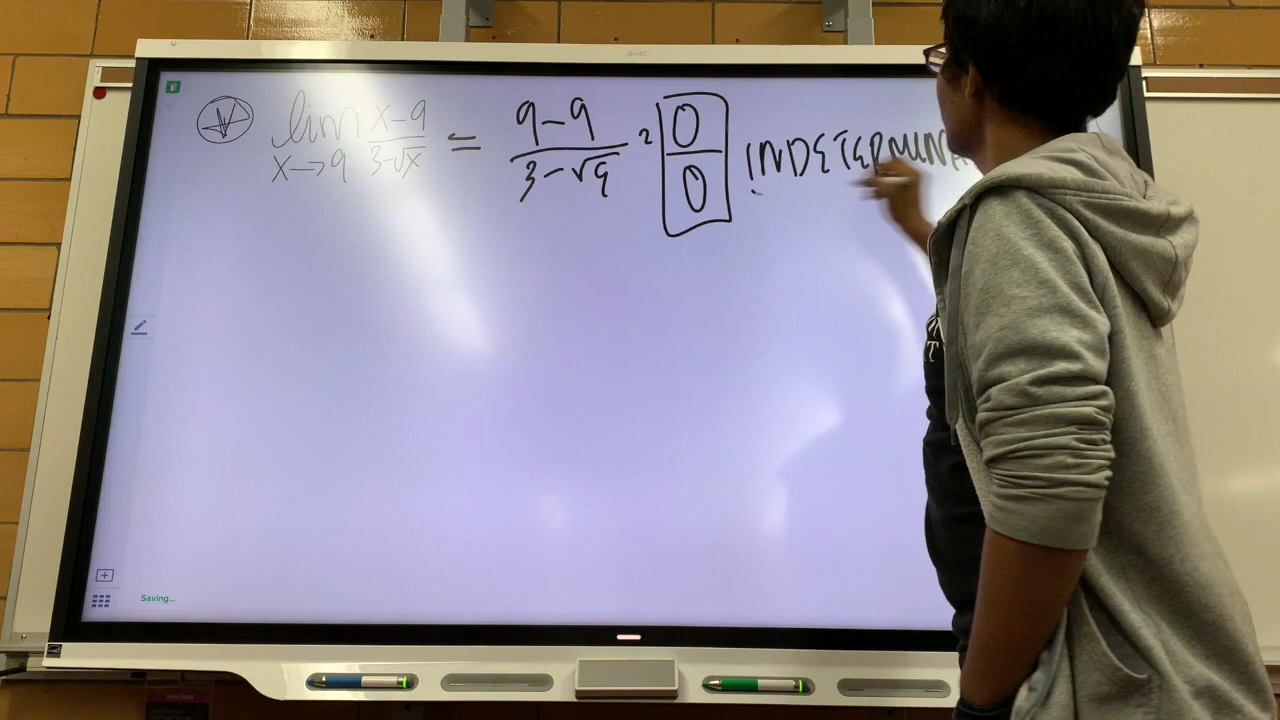 lim x→9 (x-9)/(3-√x) = (9-9)/(3-√9) = 0/0 INDETERMINA
Saving...